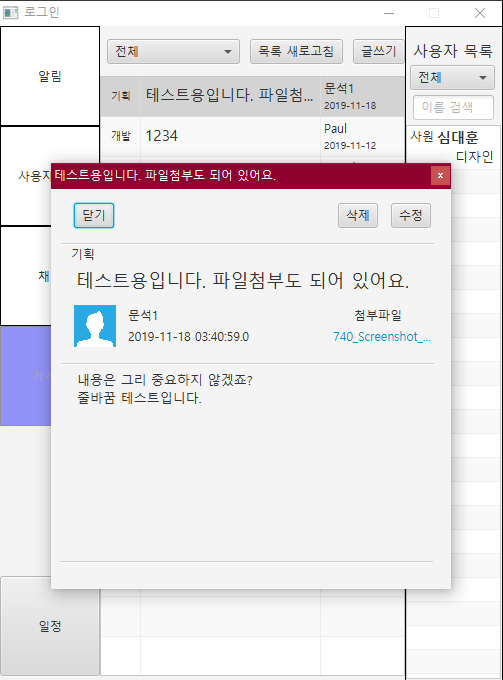 로그인
알림
전체
목록 새로고침
글쓰기
사용자 목록
전체
이름 검색
기획
테스트용입니다. 파일첨...
문석1
2019-11-18
개발
1234
Paul
2019-11-12
사원 심대훈
디자인
사용자
채
테스트용입니다. 파일첨부도 되어 있어요.
x
닫기
삭제
수정
기획
테스트용입니다. 파일첨부도 되어 있어요.
문석1
2019-11-18 03:40:59.0
첨부파일
740_Screenshot_...
내용은 그리 중요하지 않겠죠?
줄바꿈 테스트입니다.
일정